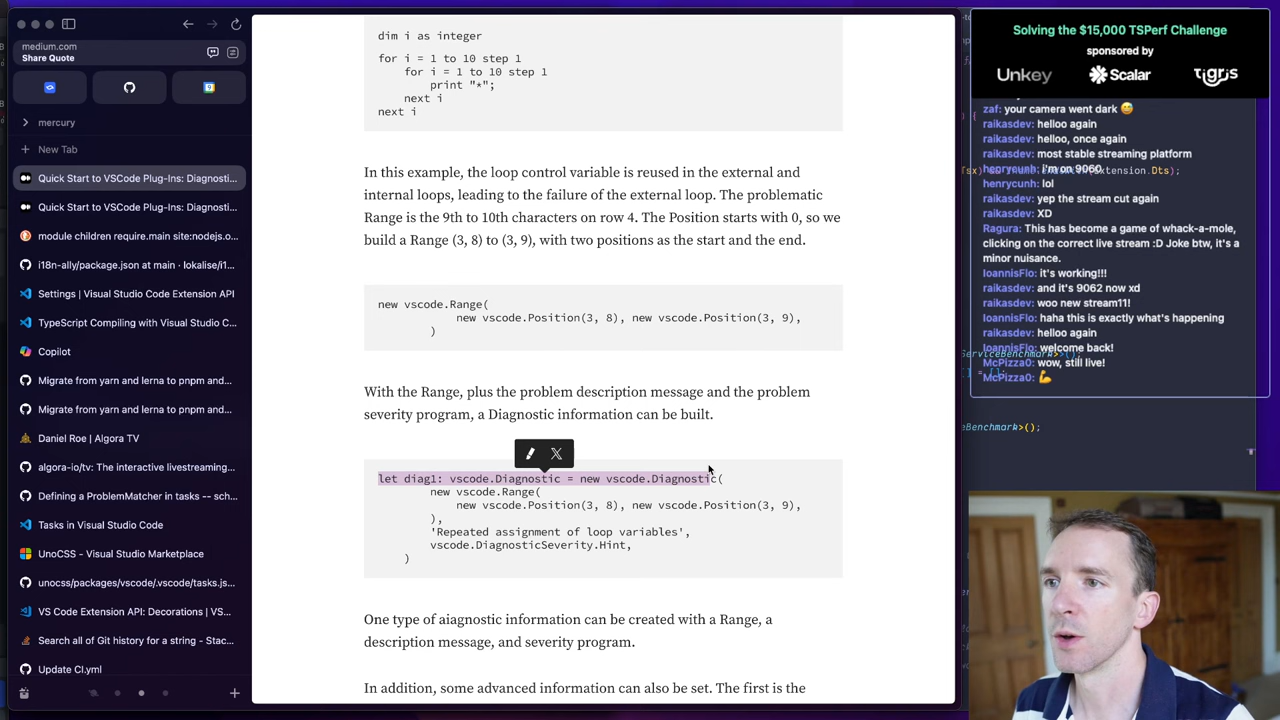 medium.com
Share Quote
mercury
New Tab
Quick Start to VSCode Plug-Ins: Diagnosti...
Quick Start to VSCode Plug-Ins: Diagnosti...
module children require.main site:nodejs.o...
i18n-ally/package.json at main · lokalise/i1...
Settings | Visual Studio Code Extension API
TypeScript Compiling with Visual Studio C...
Copilot
Migrate from yarn and lerna to pnpm and...
Migrate from yarn and lerna to pnpm and...
Daniel Roe | Algora TV
algora-io/tv: The interactive livestreaming...
Defining a ProblemMatcher in tasks -- sch...
Tasks in Visual Studio Code
UnoCSS - Visual Studio Marketplace
unocss/packages/vscode/.vscode/tasks.js...
VS Code Extension API: Decorations | VS...
Search all of Git history for a string - Stac...
Update CI.yml
dim i as integer
for i = 1 to 10 step 1
for i = 1 to 10 step 1
print "*";
next i
next i
In this example, the loop control variable is reused in the external and
internal loops, leading to the failure of the external loop. The problematic
Range is the 9th to 10th characters on row 4. The Position starts with 0, so we
build a Range (3, 8) to (3, 9), with two positions as the start and the end.
new vscode.Range(
new vscode.Position(3, 8), new vscode.Position(3, 9),
)
With the Range, plus the problem description message and the problem
severity program, a Diagnostic information can be built.
let diag1: vscode.Diagnostic = new vscode.Diagnostic(
new vscode.Range(
new vscode.Position(3, 8), new vscode.Position(3, 9),
),
'Repeated assignment of loop variables',
vscode.DiagnosticSeverity.Hint,
)
One type of aiagnostic information can be created with a Range, a
description message, and severity program.
In addition, some advanced information can also be set. The first is the
Solving the $15,000 TSPerf Challenge
sponsored by
Unkey
Scalar
tigris
zaf: your camera went dark 😅
raikasdev: helloo again
raikasdev: hello, once again
raikasdev: most stable streaming platform
henrycunh: i'm on 9060
henrycunh: lol
raikasdev: yep the stream cut again
raikasdev: XD
Ragura: This has become a game of whack-a-mole,
clicking on the correct live stream :D Joke btw, it's a
minor nuisance.
IoannisFlo: it's working!!!
raikasdev: and it's 9062 now xd
raikasdev: woo new stream11!
IoannisFlo: haha this is exactly what's happening
raikasdev: helloo again
IoannisFlo: welcome back!
McPizza0: wow, still live!
McPizza0: 💪
xtension.Dts);
ServiceBenchmark>>();
[] = [];
eBenchmark>();